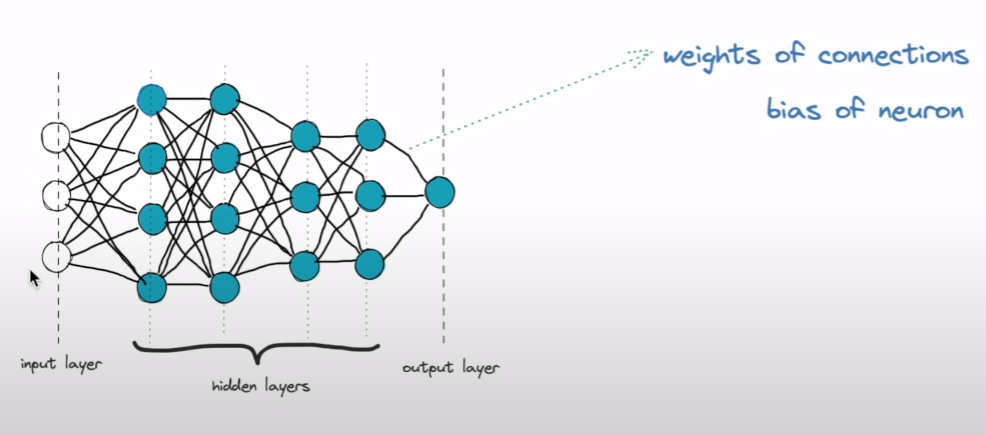 weights of connections
bias of neuron
input layer
hidden layers
output layer